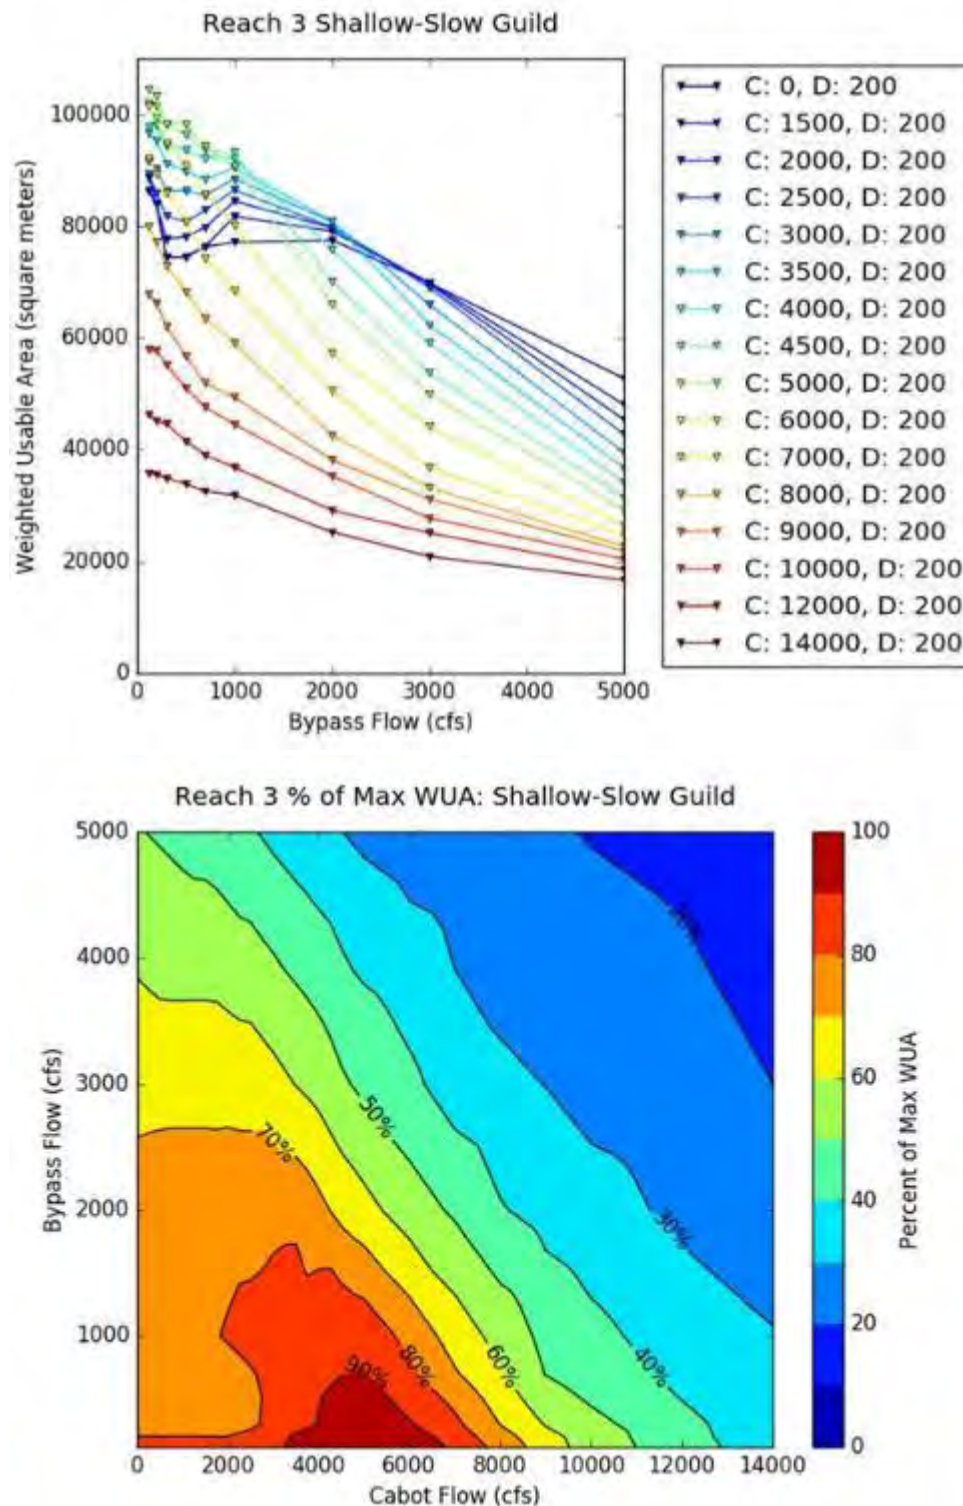 Reach 3 Shallow-Slow Guild
Weighted Usable Area (square meters)
100000
80000
60000
40000
20000
0
0 1000 2000 3000 4000 5000
Bypass Flow (cfs)
C: 0, D: 200
C: 1500, D: 200
C: 2000, D: 200
C: 2500, D: 200
C: 3000, D: 200
C: 3500, D: 200
C: 4000, D: 200
C: 4500, D: 200
C: 5000, D: 200
C: 6000, D: 200
C: 7000, D: 200
C: 8000, D: 200
C: 9000, D: 200
C: 10000, D: 200
C: 12000, D: 200
C: 14000, D: 200
Reach 3 % of Max WUA: Shallow-Slow Guild
Bypass Flow (cfs)
5000
4000
3000
2000
1000
70%
50%
30%
90%
80%
60%
40%
0 2000 4000 6000 8000 10000 12000 14000
Cabot Flow (cfs)
100
80
60
40
20
0
Percent of Max WUA